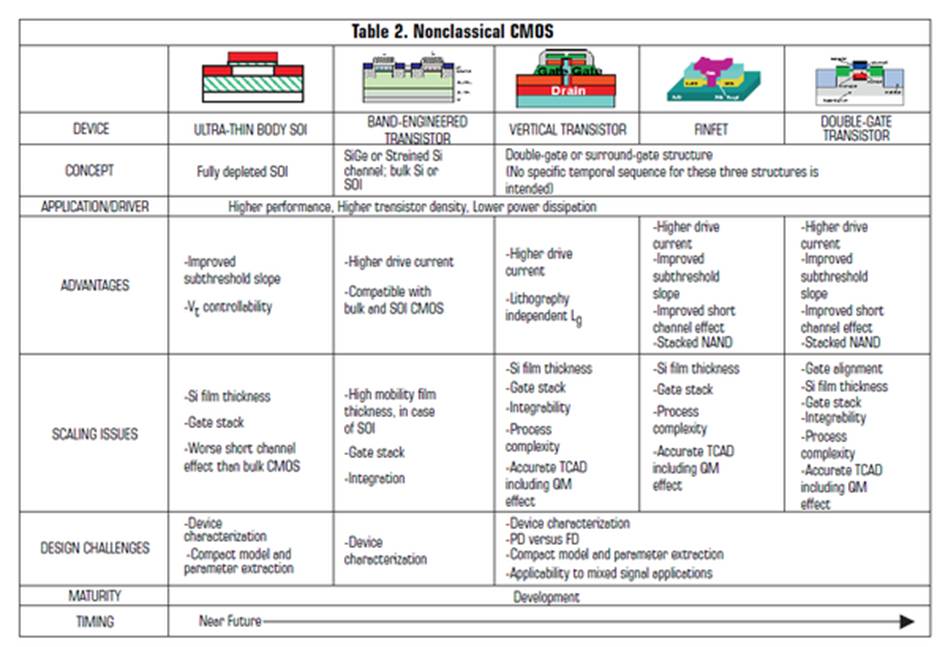 Table 2. Nonclassical CMOS
Gate Gate
Drain
DEVICE
ULTRA-THIN BODY SOI
BAND-ENGINEERED
TRANSISTOR
VERTICAL TRANSISTOR
FINFET
DOUBLE-GATE
TRANSISTOR
CONCEPT
Fully depleted SOI
SiGe or Strained Si
channel; bulk Si or
SOI
Double-gate or surround-gate structure
(No specific temporal sequence for these three structures is
intended)
APPLICATION/DRIVER
Higher performance, Higher transistor density, Lower power dissipation
ADVANTAGES
-Improved
subthreshold slope
-Vt controllability
-Higher drive current
-Compatible with
bulk and SOI CMOS
-Higher drive
current
-Lithography
independent Lg
-Higher drive
current
-Improved
subthreshold
slope
-Improved short
channel effect
-Stacked NAND
-Higher drive
current
-Improved
subthreshold
slope
-Improved short
channel effect
-Stacked NAND
SCALING ISSUES
-Si film thickness
-Gate stack
-Worse short channel
effect than bulk CMOS
-High mobility film
thickness, in case
of SOI
-Gate stack
-Integration
-Si film thickness
-Gate stack
-Integrability
-Process
complexity
-Accurate TCAD
including QM
effect
-Si film thickness
-Gate stack
-Process
complexity
-Accurate TCAD
including QM
effect
-Gate alignment
-Si film thickness
-Gate stack
-Integrability
-Process
complexity
-Accurate TCAD
including QM
effect
DESIGN CHALLENGES
-Device
characterization
-Compact model and
parameter extraction
-Device
characterization
-Device characterization
-PD versus FD
-Compact model and parameter extraction
-Applicability to mixed signal applications
MATURITY
Development
TIMING
Near Future